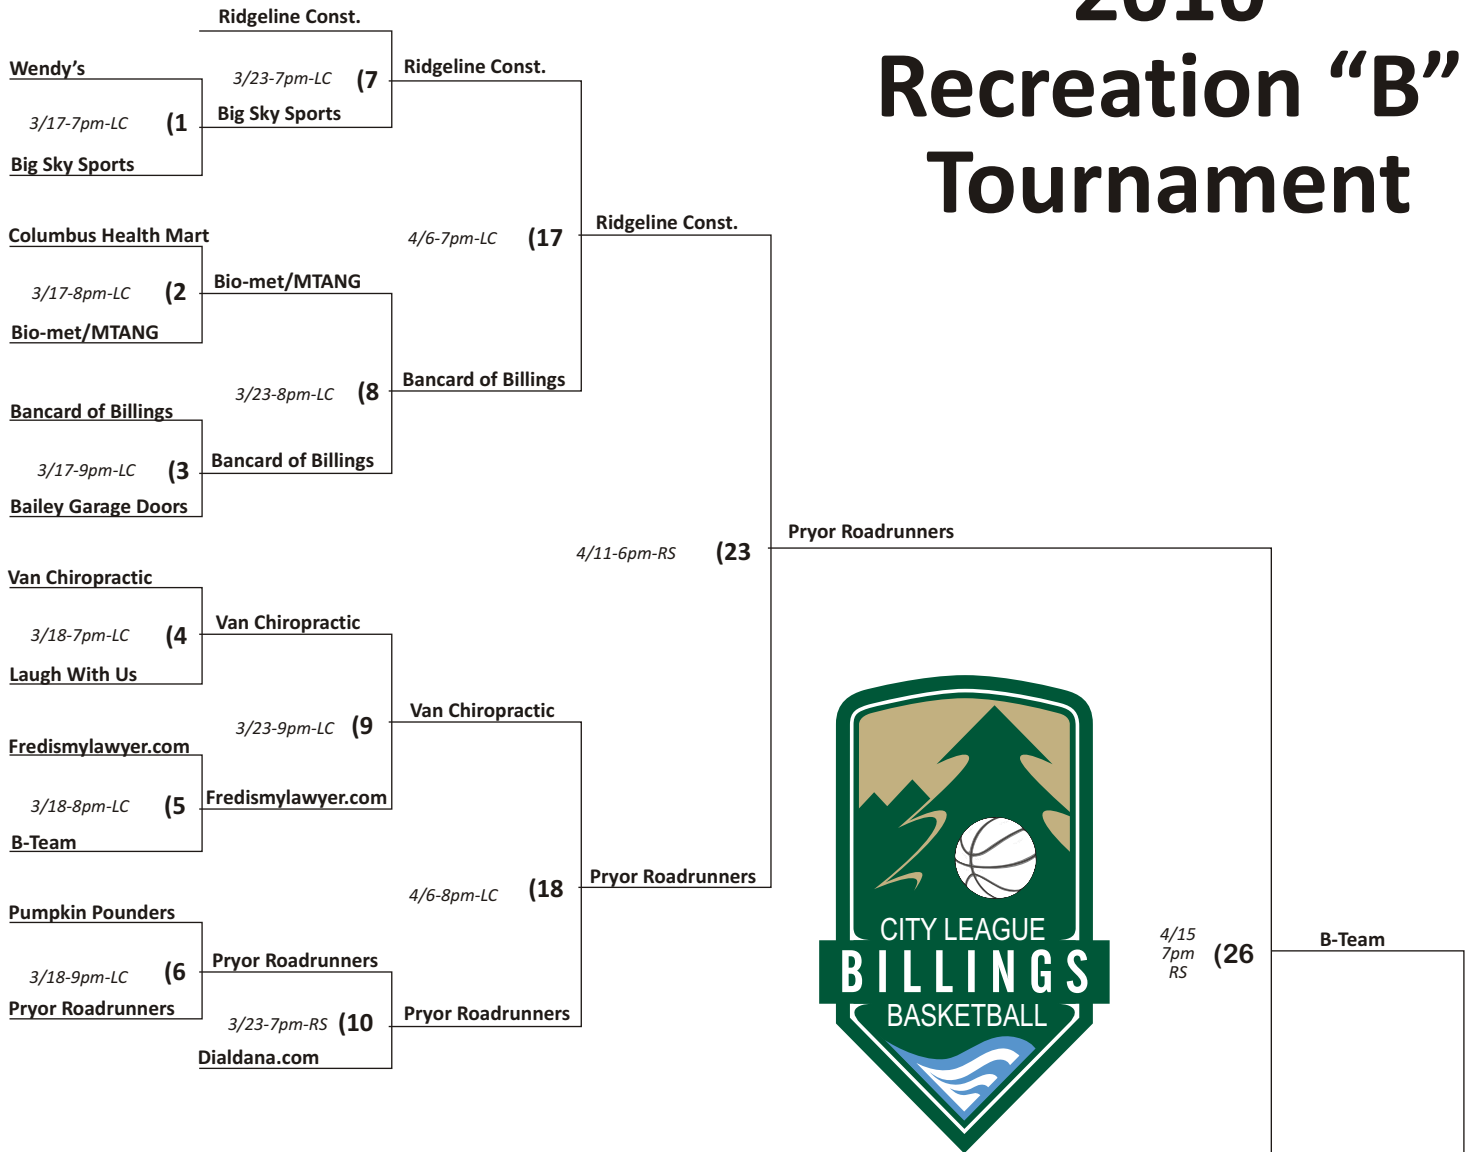 2010
Recreation “B”
Tournament
Ridgeline Const.
Wendy’s
3/23-7pm-LC (7
Ridgeline Const.
3/17-7pm-LC (1
Big Sky Sports
Big Sky Sports
Columbus Health Mart
4/6-7pm-LC (17
Ridgeline Const.
3/17-8pm-LC (2
Bio-met/MTANG
Bio-met/MTANG
3/23-8pm-LC (8
Bancard of Billings
Bancard of Billings
3/17-9pm-LC (3
Bancard of Billings
Bailey Garage Doors
4/11-6pm-RS (23
Pryor Roadrunners
Van Chiropractic
3/18-7pm-LC (4
Van Chiropractic
Laugh With Us
3/23-9pm-LC (9
Van Chiropractic
Fredismylawyer.com
3/18-8pm-LC (5
Fredismylawyer.com
B-Team
4/6-8pm-LC (18
Pryor Roadrunners
Pumpkin Pounders
3/18-9pm-LC (6
Pryor Roadrunners
Pryor Roadrunners
3/23-7pm-RS (10
Pryor Roadrunners
Dialdana.com
CITY LEAGUE
BILLINGS
BASKETBALL
4/15
7pm
RS
(26
B-Team